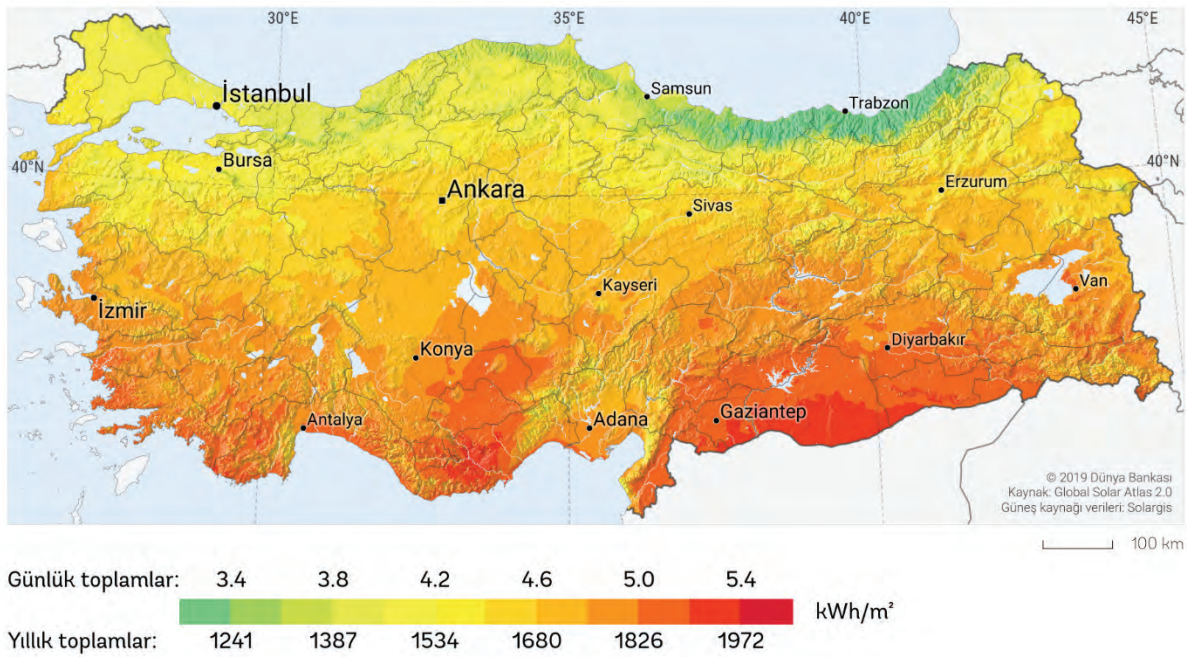 30°E 35°E 40°E 45°E
Samsun
İstanbul
Trabzon
Bursa
40°N 40°N
Erzurum
Ankara
Sivas
Van
Kayseri
İzmir
Diyarbakır
Konya
Gaziantep
Antalya
Adana
© 2019 Dünya Bankası
Kaynak: Global Solar Atlas 2.0
Güneş kaynağı verileri: Solargis
100 km
Günlük toplamlar: 3.4 3.8 4.2 4.6 5.0 5.4
kWh/m²
Yıllık toplamlar: 1241 1387 1534 1680 1826 1972